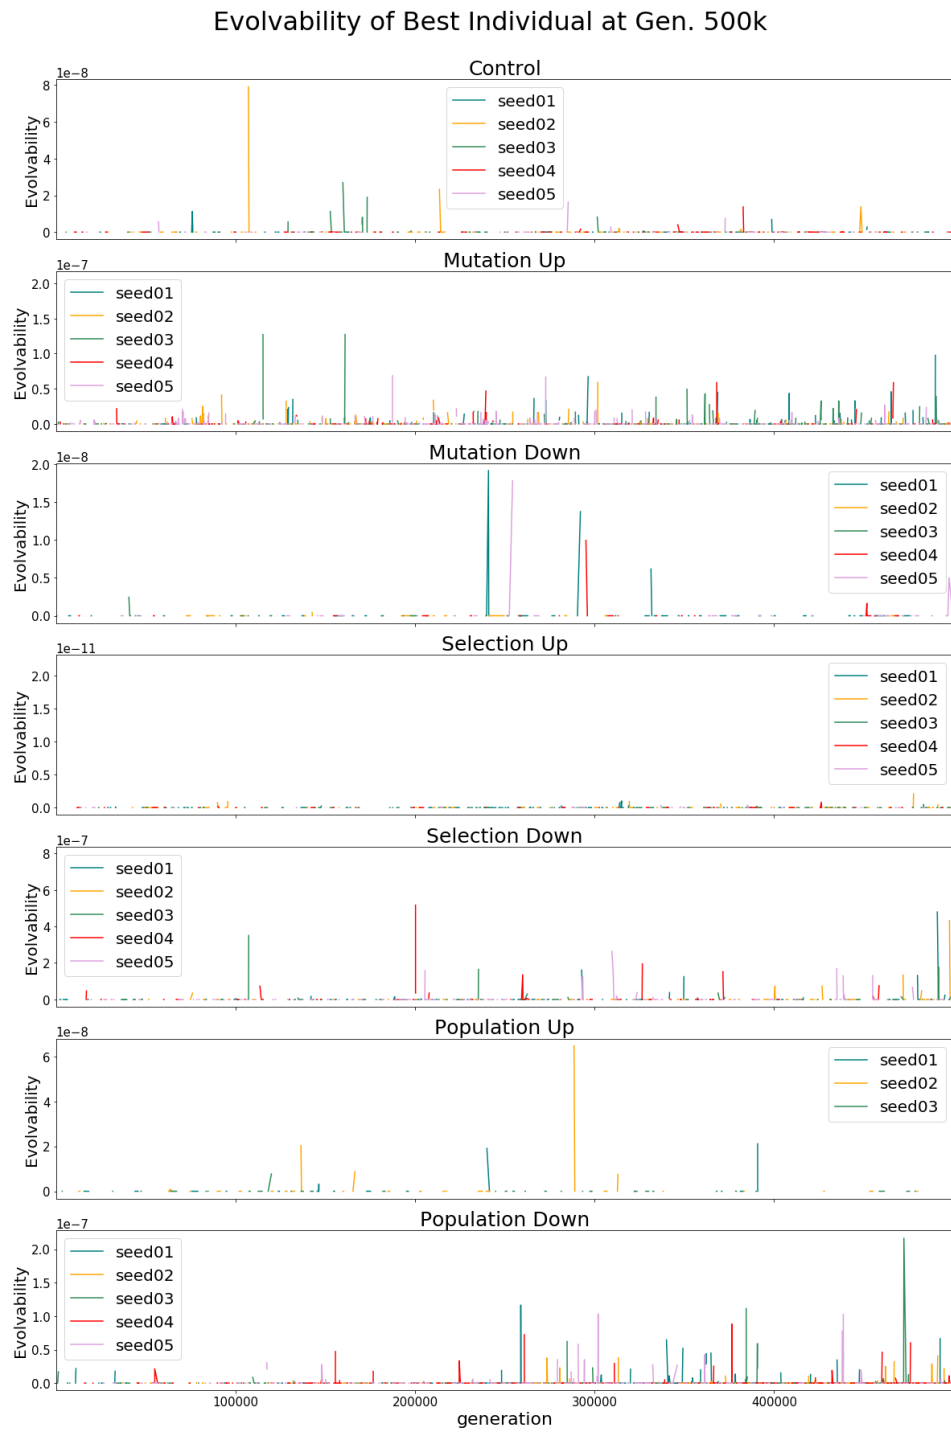 Evolvability of Best Individual at Gen. 500k
Control
1e−8
8
6
4
2
0
Evolvability
seed01
seed02
seed03
seed04
seed05
Mutation Up
1e−7
2.0
1.5
1.0
0.5
0.0
Evolvability
seed01
seed02
seed03
seed04
seed05
Mutation Down
1e−8
2.0
1.5
1.0
0.5
0.0
Evolvability
seed01
seed02
seed03
seed04
seed05
Selection Up
1e−11
2.0
1.5
1.0
0.5
0.0
Evolvability
seed01
seed02
seed03
seed04
seed05
Selection Down
1e−7
8
6
4
2
0
Evolvability
seed01
seed02
seed03
seed04
seed05
Population Up
1e−8
6
4
2
0
Evolvability
seed01
seed02
seed03
Population Down
1e−7
2.0
1.5
1.0
0.5
0.0
Evolvability
seed01
seed02
seed03
seed04
seed05
100000 200000 300000 400000
generation